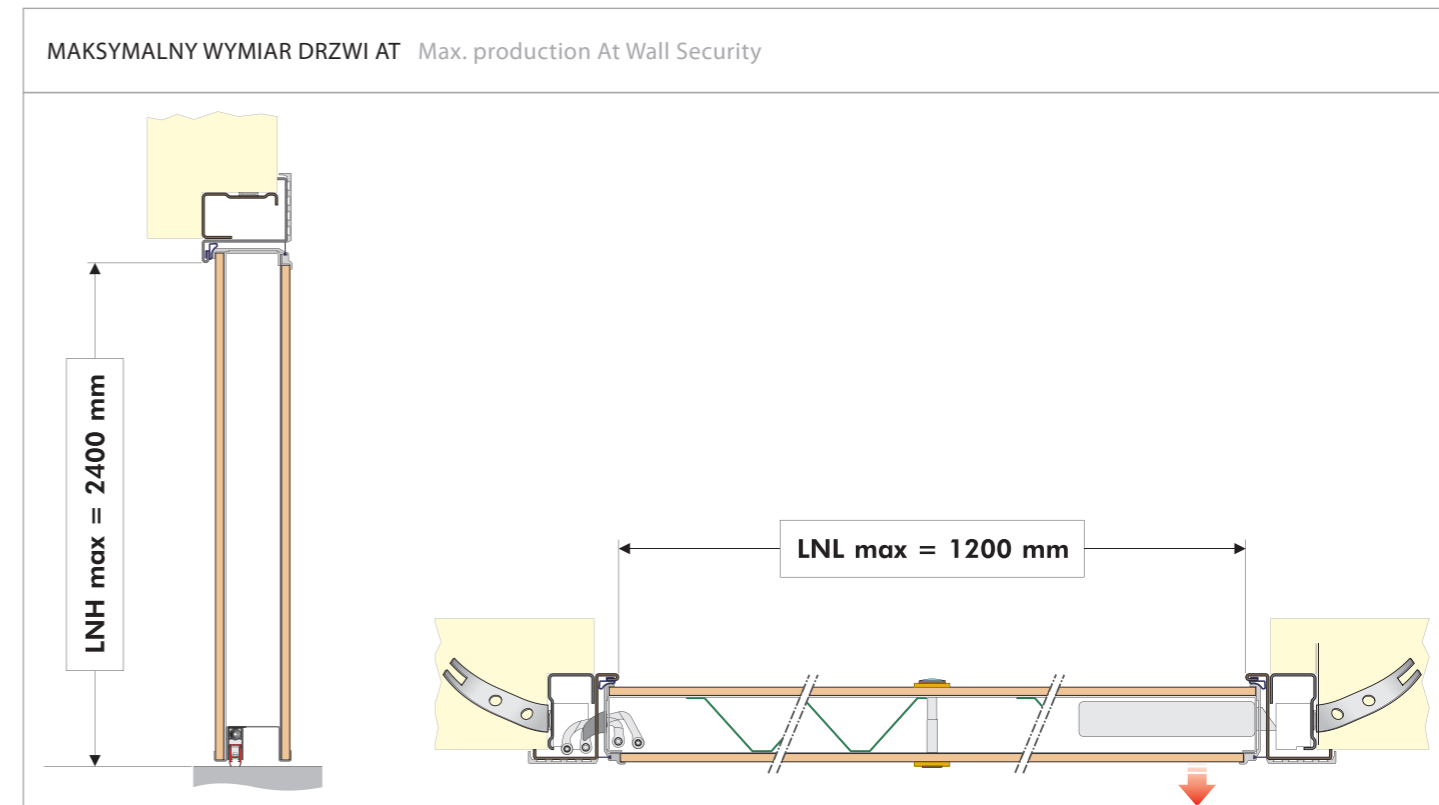 MAKSYMALNY WYMIAR DRZWI AT Max. production At Wall Security
LNH max = 2400 mm
LNL max = 1200 mm